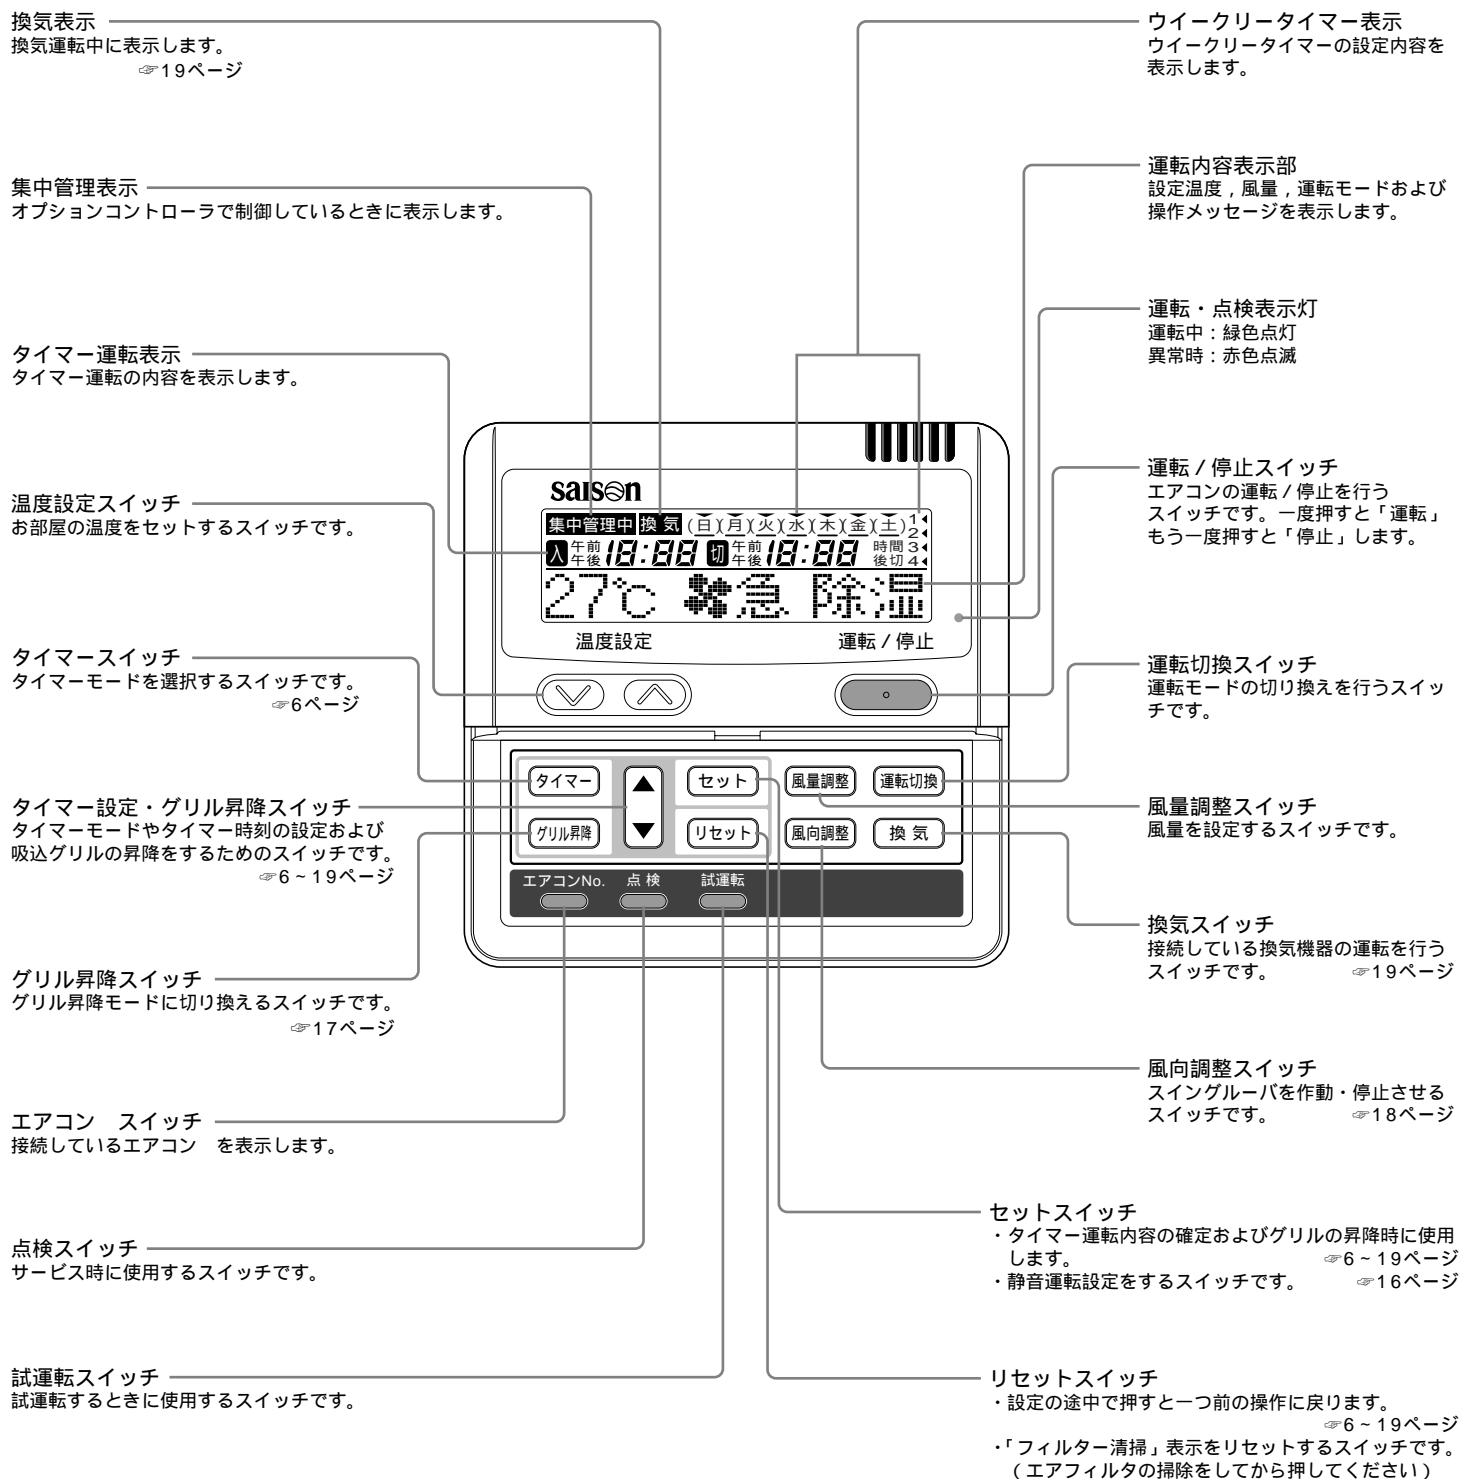 換気表示
換気運転中に表示します。
☞19ページ
集中管理表示
オプションコントローラで制御しているときに表示します。
タイマー運転表示
タイマー運転の内容を表示します。
温度設定スイッチ
お部屋の温度をセットするスイッチです。
タイマースイッチ
タイマーモードを選択するスイッチです。
☞6ページ
タイマー設定・グリル昇降スイッチ
タイマーモードやタイマー時刻の設定および
吸込グリルの昇降をするためのスイッチです。
☞6~19ページ
グリル昇降スイッチ
グリル昇降モードに切り換えるスイッチです。
☞17ページ
エアコン　スイッチ
接続しているエアコン　を表示します。
点検スイッチ
サービス時に使用するスイッチです。
試運転スイッチ
試運転するときに使用するスイッチです。
saison
集中管理中 換気 (日)(月)(火)(水)(木)(金)(土) 1
2
入 午前 18:88 切 午前 18:88 時間 3
午後 午後 後切 4
27℃ 急 除湿
温度設定 運転/停止
タイマー ▲ セット 風量調整 運転切換
グリル昇降 ▼ リセット 風向調整 換気
エアコンNo. 点検 試運転
ウイークリータイマー表示
ウイークリータイマーの設定内容を
表示します。
運転内容表示部
設定温度，風量，運転モードおよび
操作メッセージを表示します。
運転・点検表示灯
運転中：緑色点灯
異常時：赤色点滅
運転/停止スイッチ
エアコンの運転/停止を行う
スイッチです。一度押すと「運転」
もう一度押すと「停止」します。
運転切換スイッチ
運転モードの切り換えを行うスイッ
チです。
風量調整スイッチ
風量を設定するスイッチです。
換気スイッチ
接続している換気機器の運転を行う
スイッチです。 ☞19ページ
風向調整スイッチ
スイングルーバを作動・停止させる
スイッチです。 ☞18ページ
セットスイッチ
・タイマー運転内容の確定およびグリルの昇降時に使用
します。 ☞6~19ページ
・静音運転設定をするスイッチです。 ☞16ページ
リセットスイッチ
・設定の途中で押すと一つ前の操作に戻ります。
☞6~19ページ
・「フィルター清掃」表示をリセットするスイッチです。
(エアフィルタの掃除をしてから押してください)